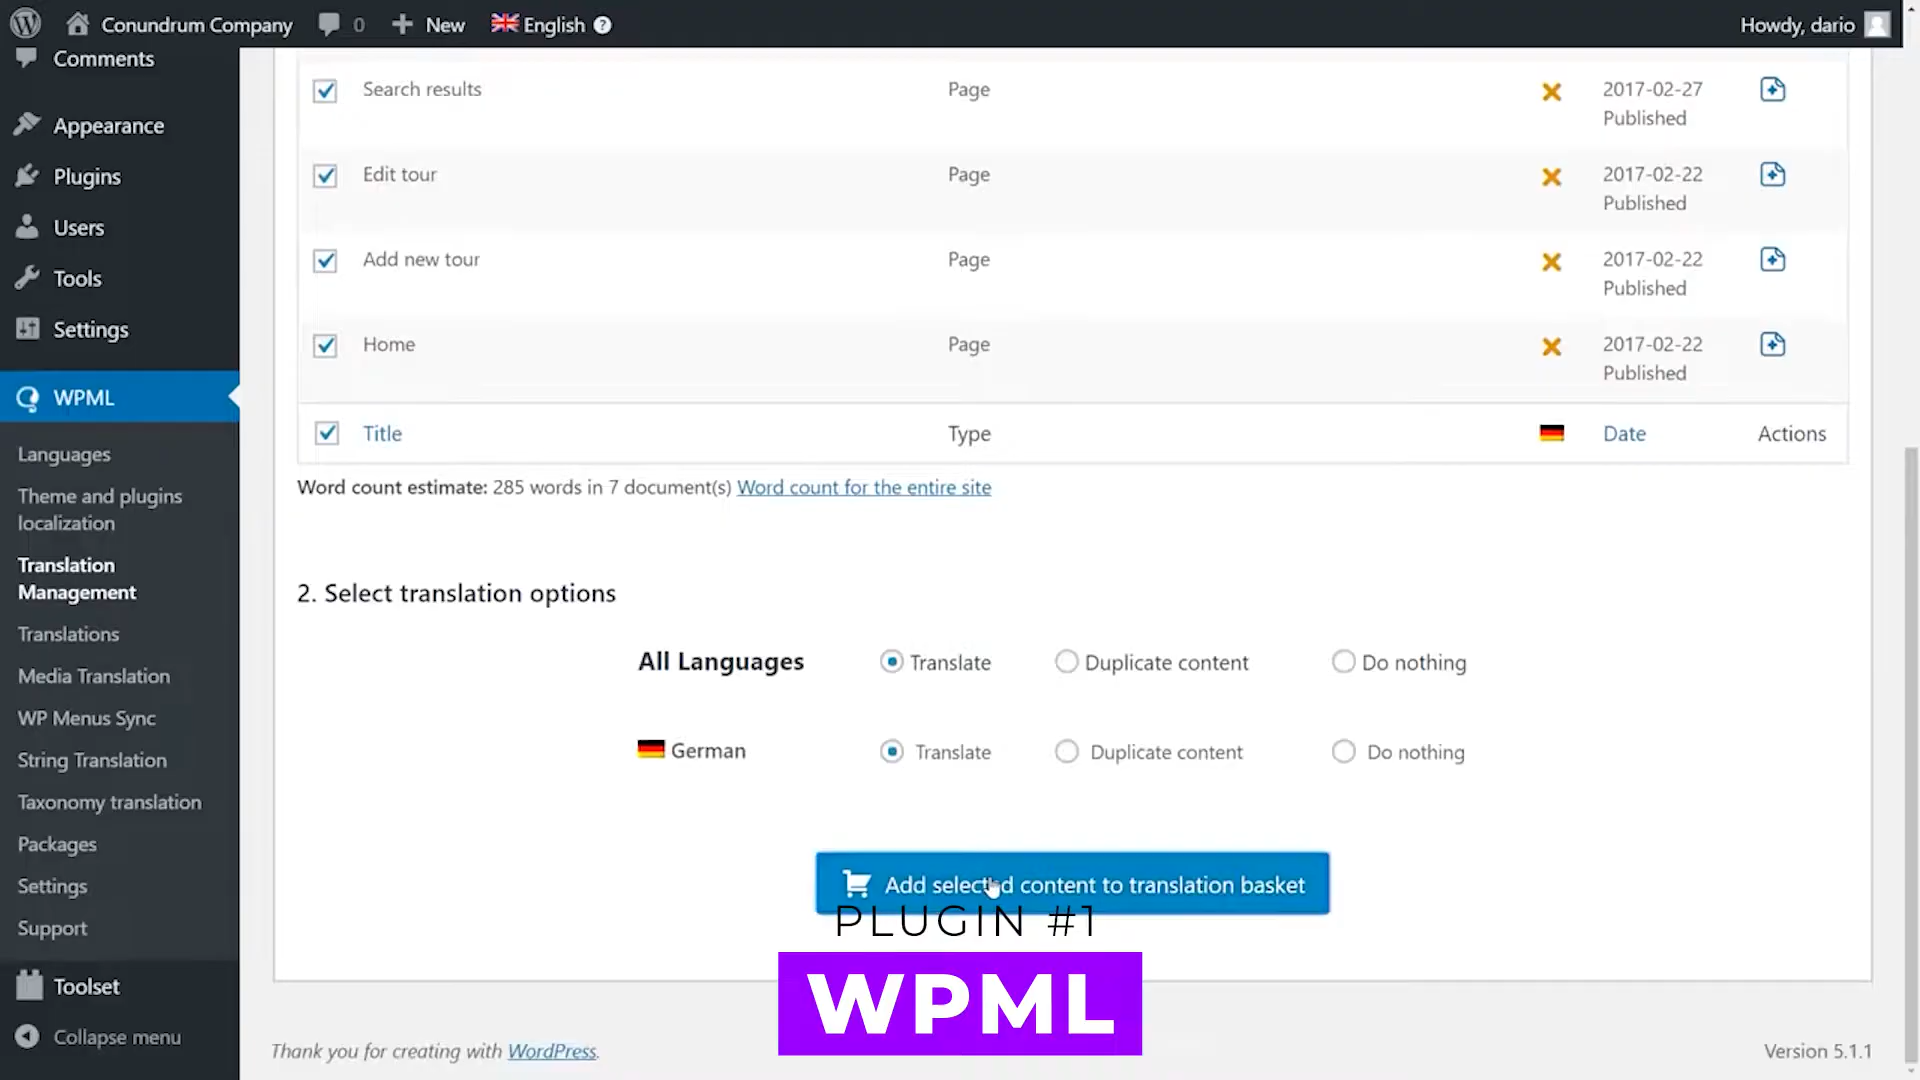 Conundrum Company 0 New English ? Howdy, dario
Comments
Appearance
Plugins
Users
Tools
Settings
WPML
Languages
Theme and plugins
localization
Translation
Management
Translations
Media Translation
WP Menus Sync
String Translation
Taxonomy translation
Packages
Settings
Support
Toolset
Collapse menu
Search results Page 2017-02-27
Published
Edit tour Page 2017-02-22
Published
Add new tour Page 2017-02-22
Published
Home Page 2017-02-22
Published
Title Type Date Actions
Word count estimate: 285 words in 7 document(s) Word count for the entire site
2. Select translation options
All Languages Translate Duplicate content Do nothing
German Translate Duplicate content Do nothing
Add selected content to translation basket
PLUGIN #1
WPML
Thank you for creating with WordPress. Version 5.1.1